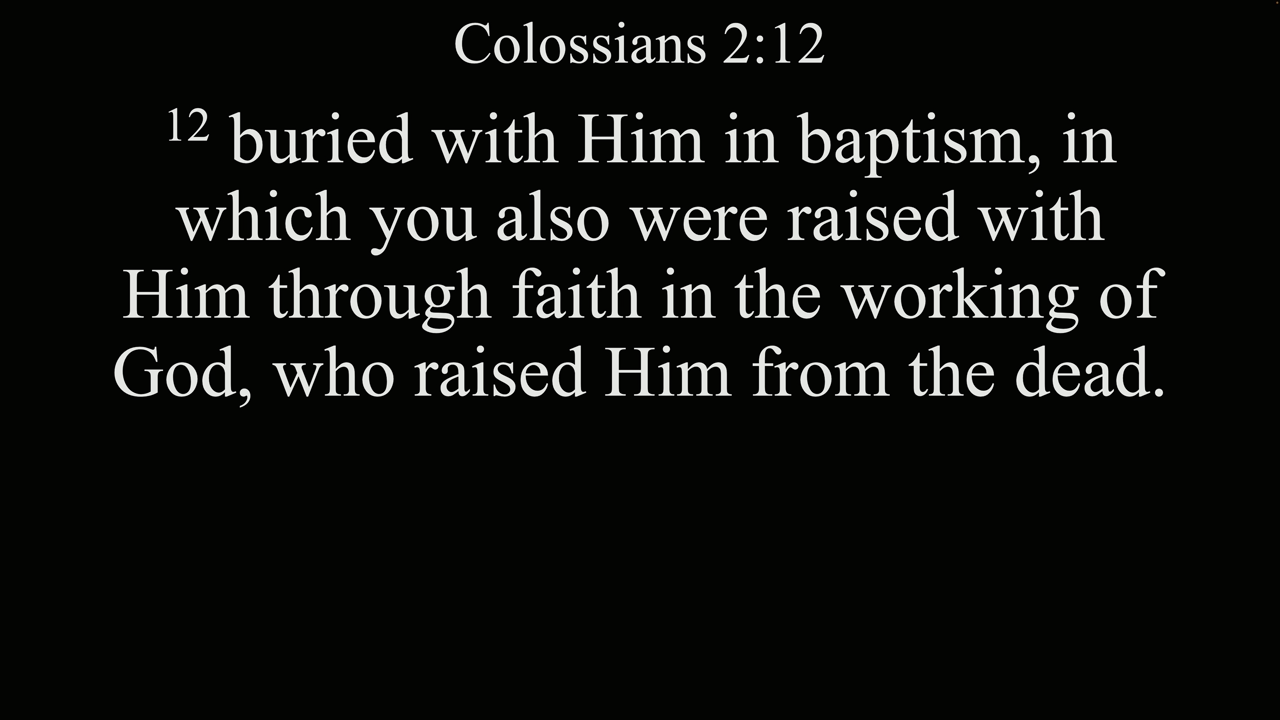 Colossians 2:12
12 buried with Him in baptism, in
which you also were raised with
Him through faith in the working of
God, who raised Him from the dead.